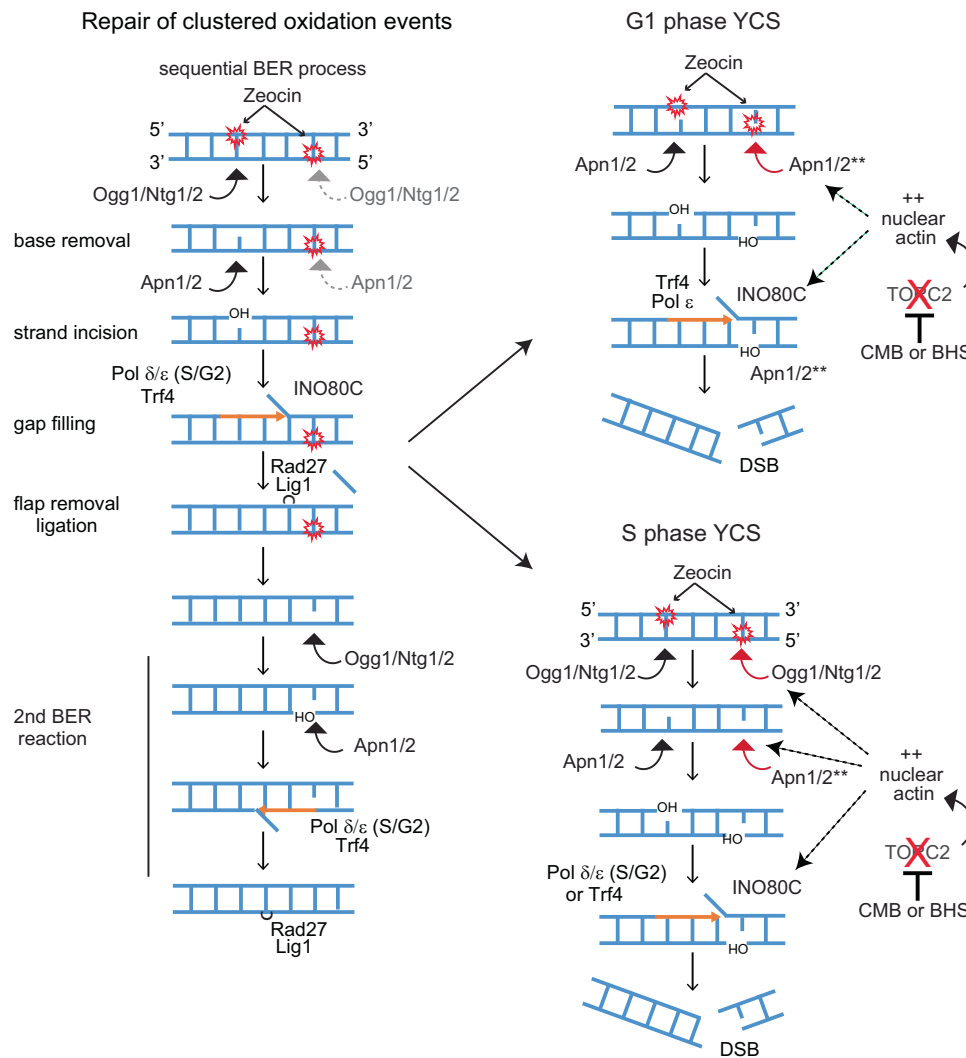 Repair of clustered oxidation events
sequential BER process
Zeocin
5’ 3’
3’ 5’
Ogg1/Ntg1/2 Ogg1/Ntg1/2
base removal
Apn1/2 Apn1/2
OH
strand incision
Pol δ/ε (S/G2)
Trf4
INO80C
gap filling
Rad27
Lig1
flap removal
ligation
Ogg1/Ntg1/2
2nd BER
reaction
HO
Apn1/2
Pol δ/ε (S/G2)
Trf4
Rad27
Lig1
G1 phase YCS
Zeocin
Apn1/2 Apn1/2**
++
nuclear
actin
OH
HO
Trf4
Pol ε
INO80C
TORC2
HO
Apn1/2**
CMB or BHS
DSB
S phase YCS
Zeocin
5’ 3’
3’ 5’
Ogg1/Ntg1/2 Ogg1/Ntg1/2
Apn1/2 Apn1/2**
++
nuclear
actin
OH
HO
Pol δ/ε (S/G2)
or Trf4
INO80C
TORC2
HO
CMB or BHS
DSB